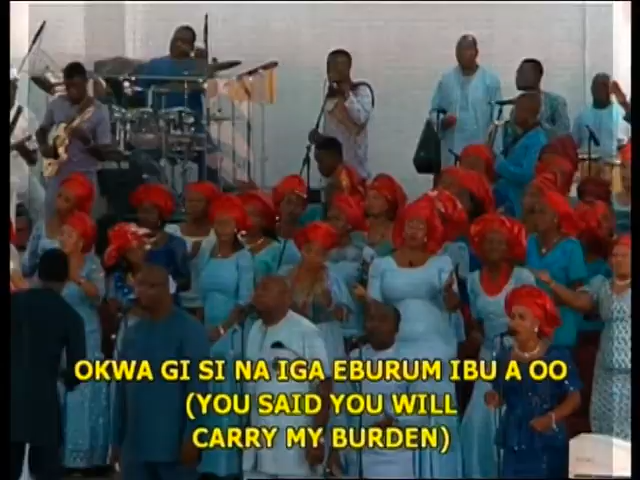 OKWA GI SI NA IGA EBURUM IBU A OO
(YOU SAID YOU WILL
CARRY MY BURDEN)